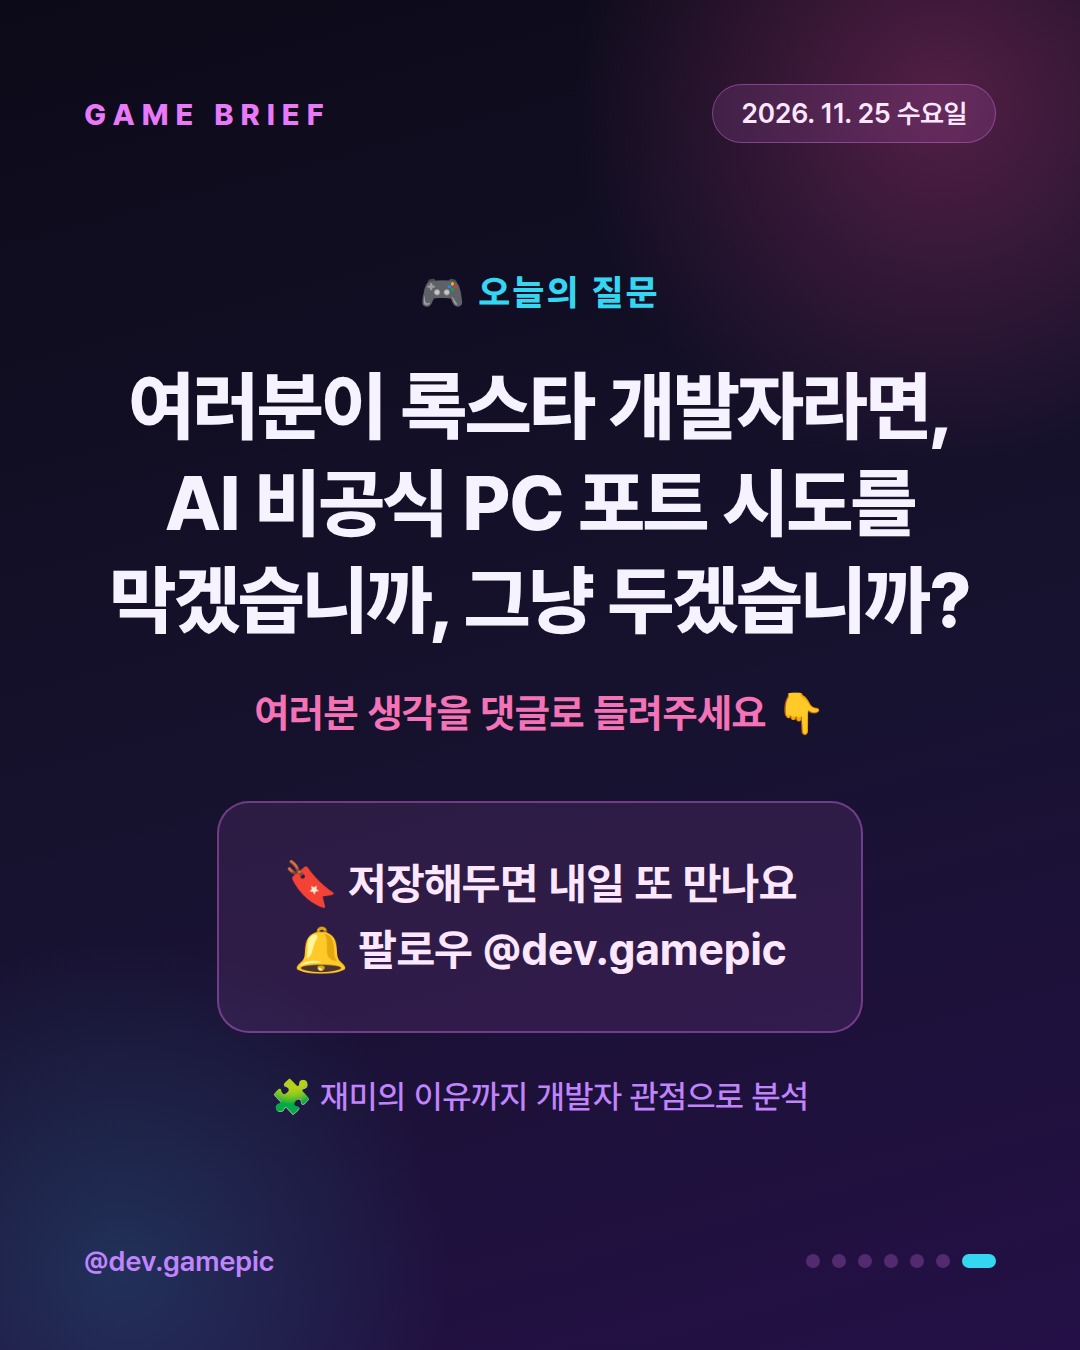 GAME BRIEF
2026. 11. 25 수요일
🎮 오늘의 질문
여러분이 록스타 개발자라면,
AI 비공식 PC 포트 시도를
막겠습니까, 그냥 두겠습니까?
여러분 생각을 댓글로 들려주세요 👇
🔖 저장해두면 내일 또 만나요
🔔 팔로우 @dev.gamepic
🧩 재미의 이유까지 개발자 관점으로 분석
@dev.gamepic